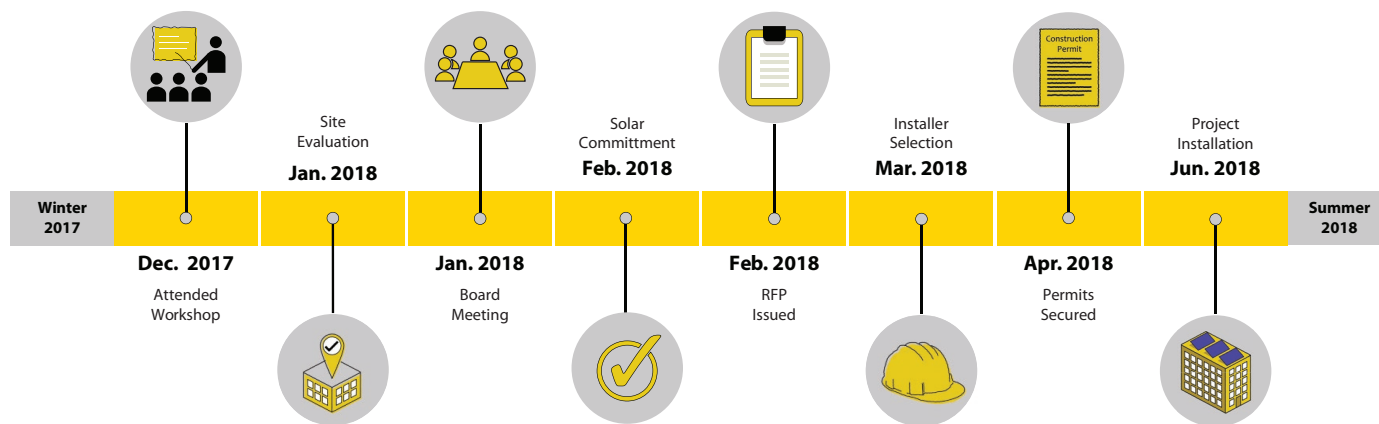 Winter
2017
Dec.  2017
Attended
Workshop
Site
Evaluation
Jan. 2018
Jan. 2018
Board
Meeting
Solar
Committment
Feb. 2018
Feb. 2018
RFP
Issued
Installer
Selection
Mar. 2018
Construction
Permit
Apr. 2018
Permits
Secured
Project
Installation
Jun. 2018
Summer
2018